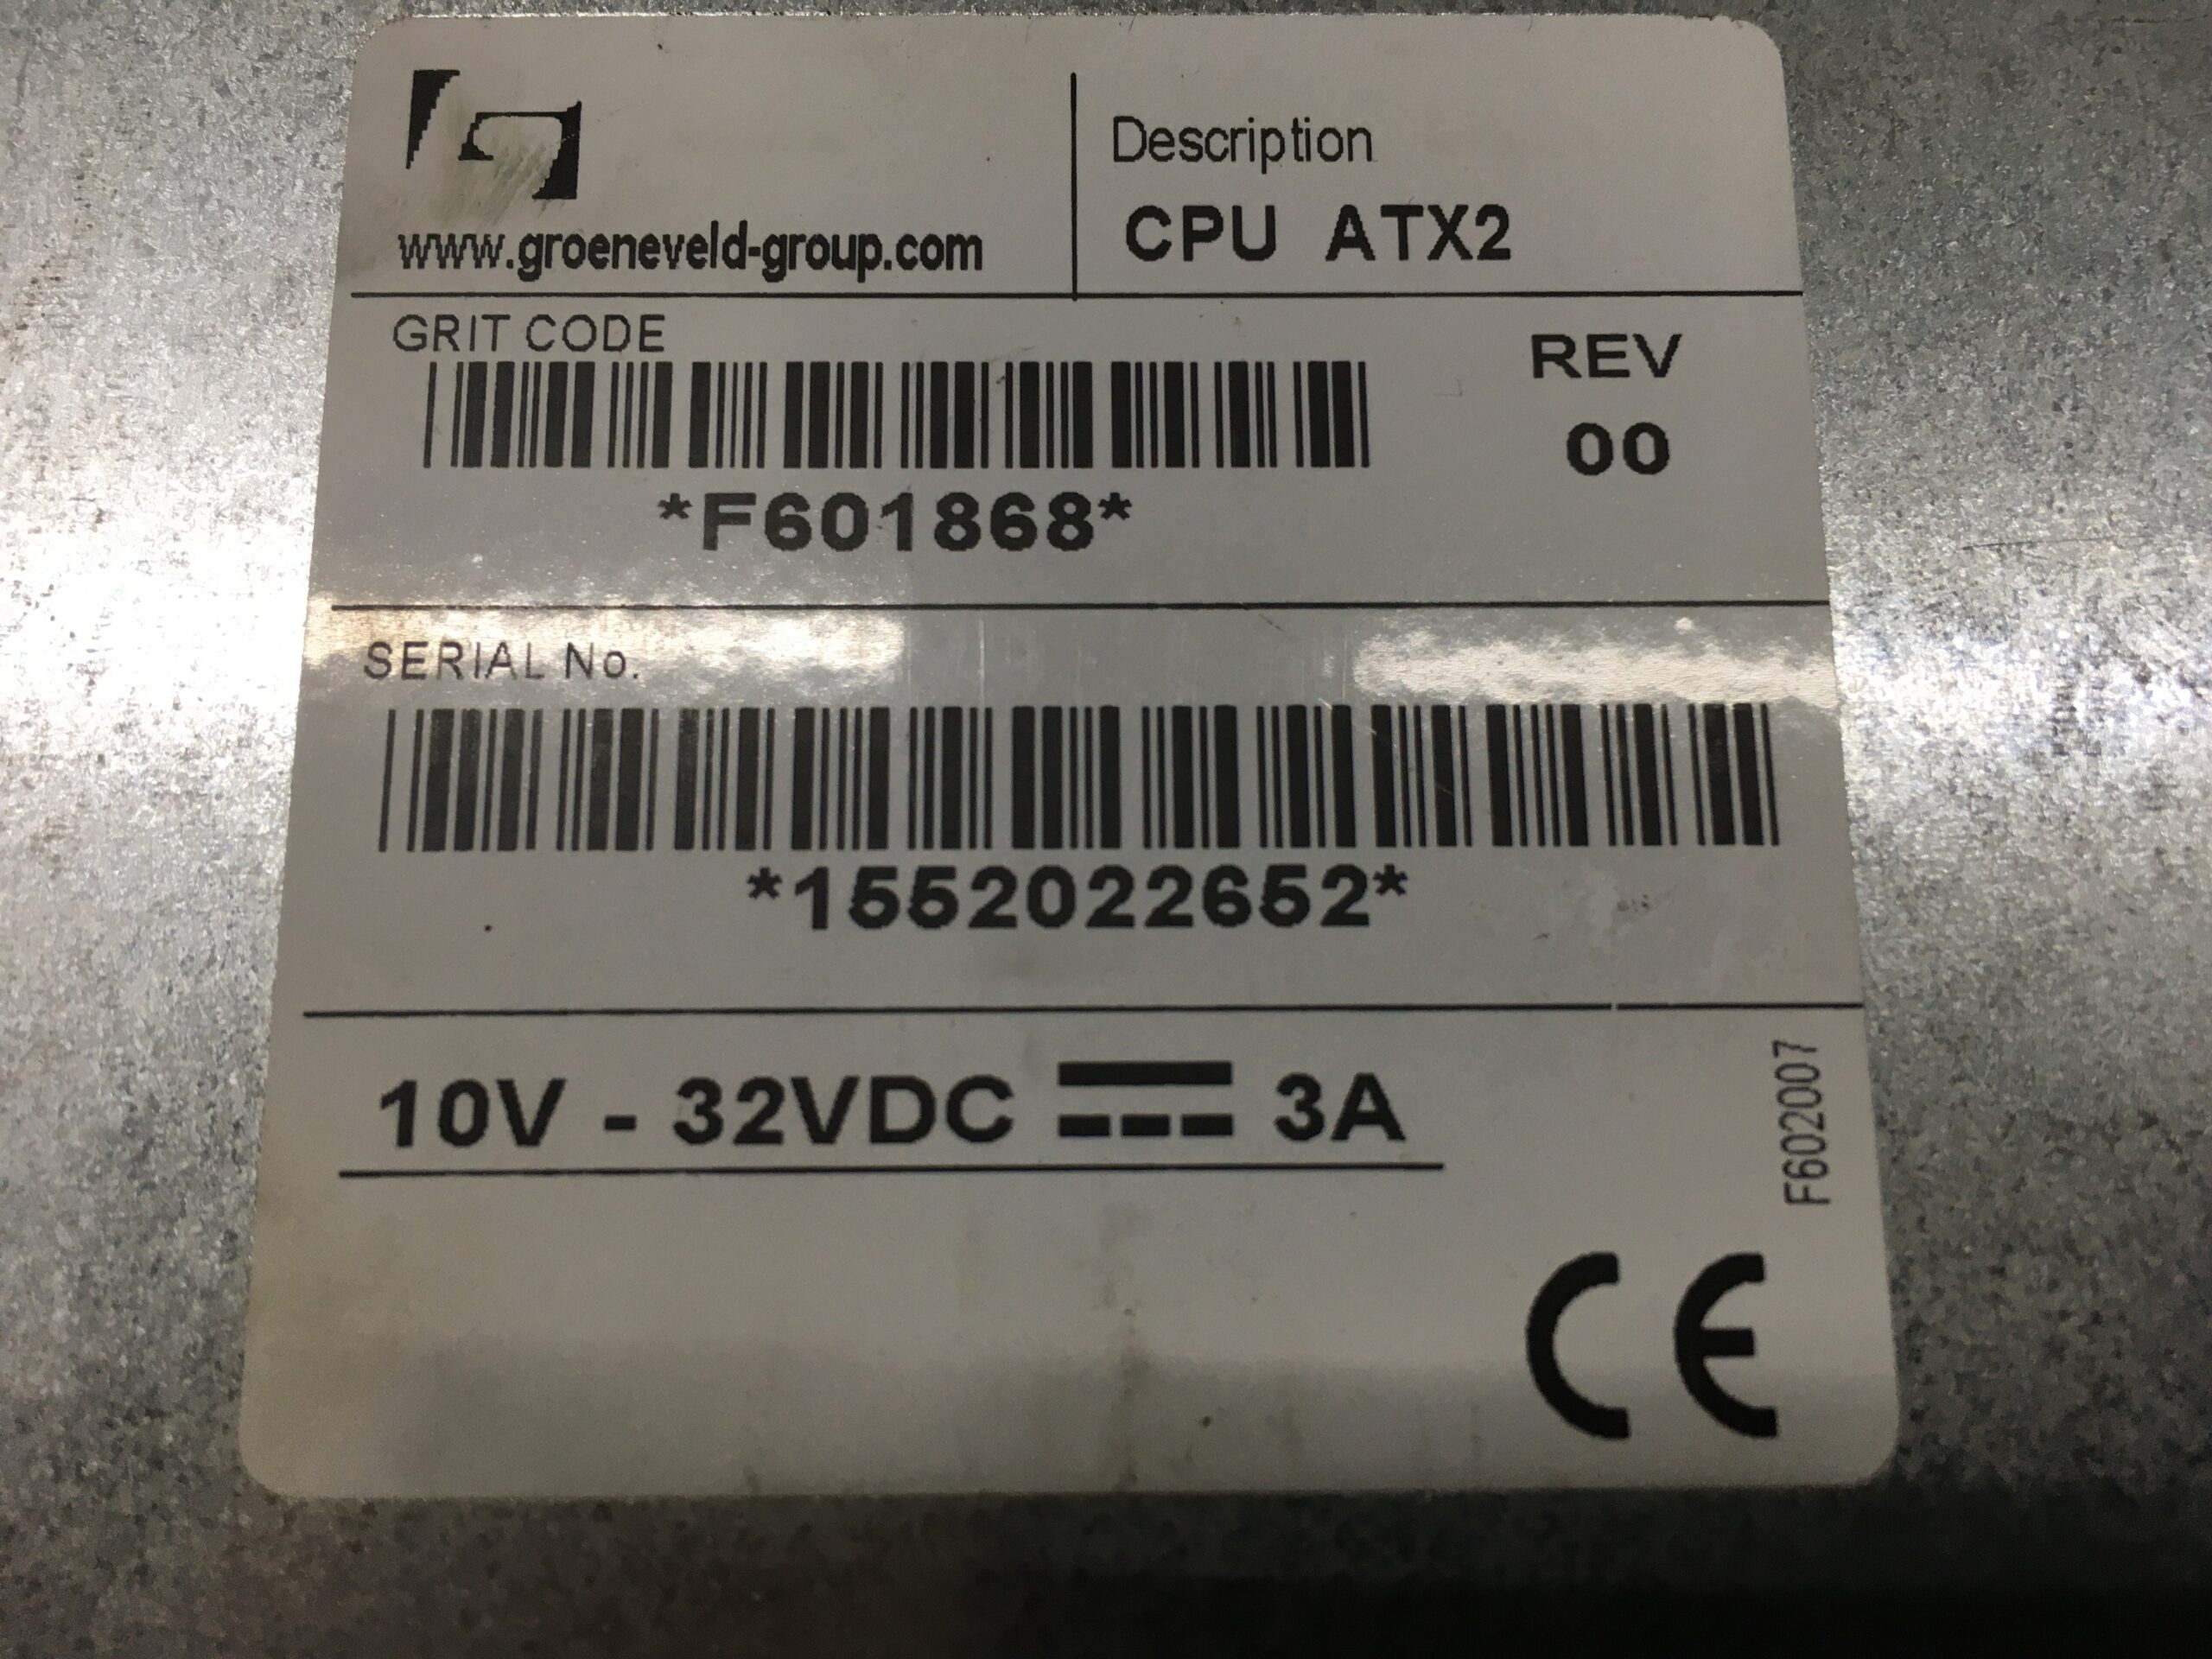 www.groeneveld-group.com
Description
CPU ATX2
GRIT CODE
REV
00
*F601868*
SERIAL No.
*1552022652*
10V - 32VDC ⎓ 3A
F602007
CE